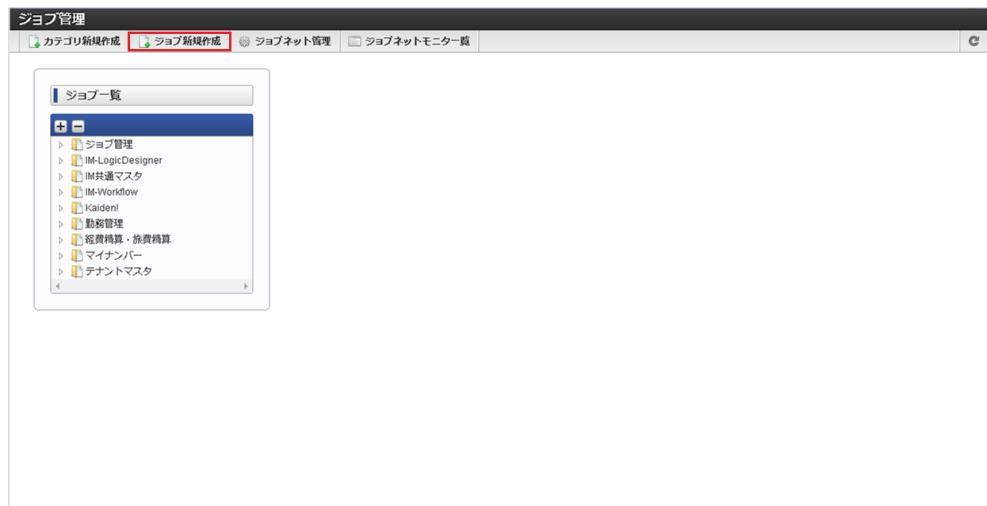 ジョブ管理
カテゴリ新規作成 ジョブ新規作成 ジョブネット管理 ジョブネットモニター覧
ジョブ一覧
ジョブ管理
IM-LogicDesigner
IM共通マスタ
IM-Workflow
Kaiden!
勤務管理
経費精算・旅費精算
マイナンバー
テナントマスタ